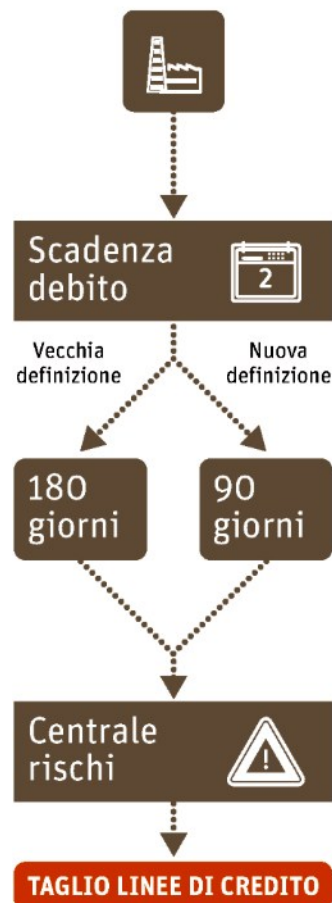 Scadenza
debito
2
Vecchia
definizione
Nuova
definizione
180
giorni
90
giorni
Centrale
rischi
!
TAGLIO LINEE DI CREDITO